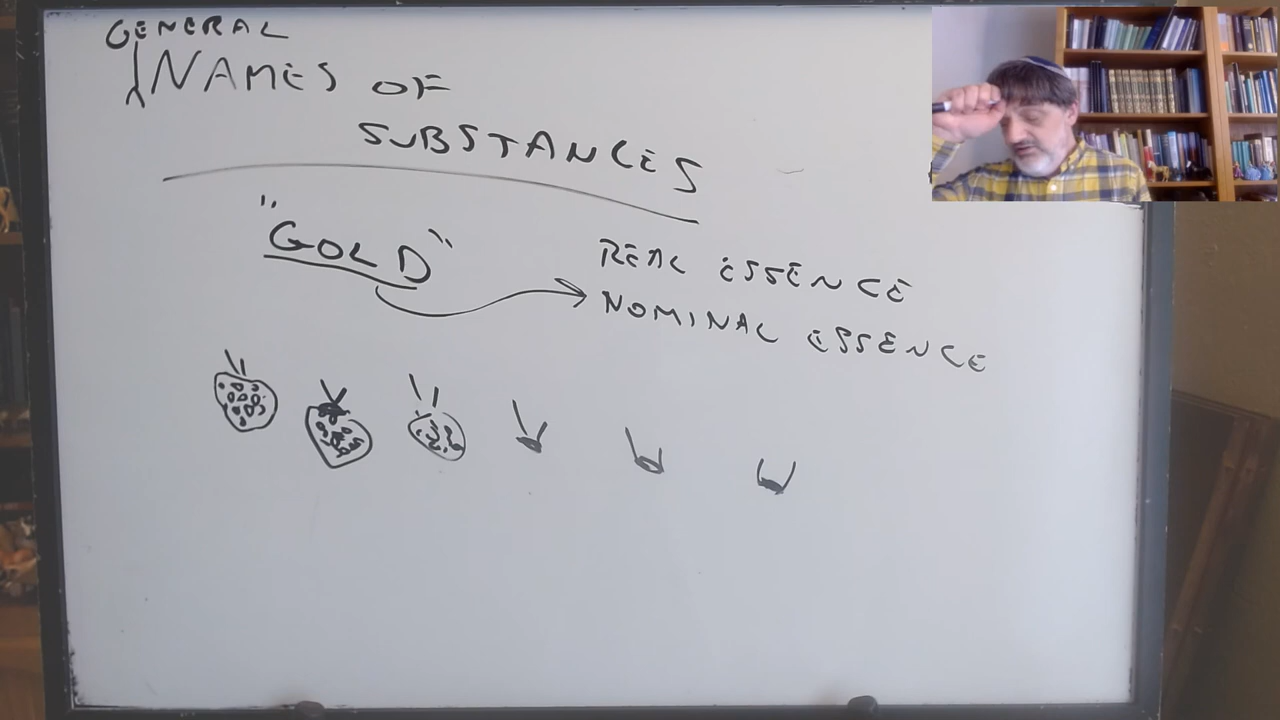 GENERAL
NAMES OF
SUBSTANCES
"GOLD"
REAL ESSENCE
NOMINAL ESSENCE